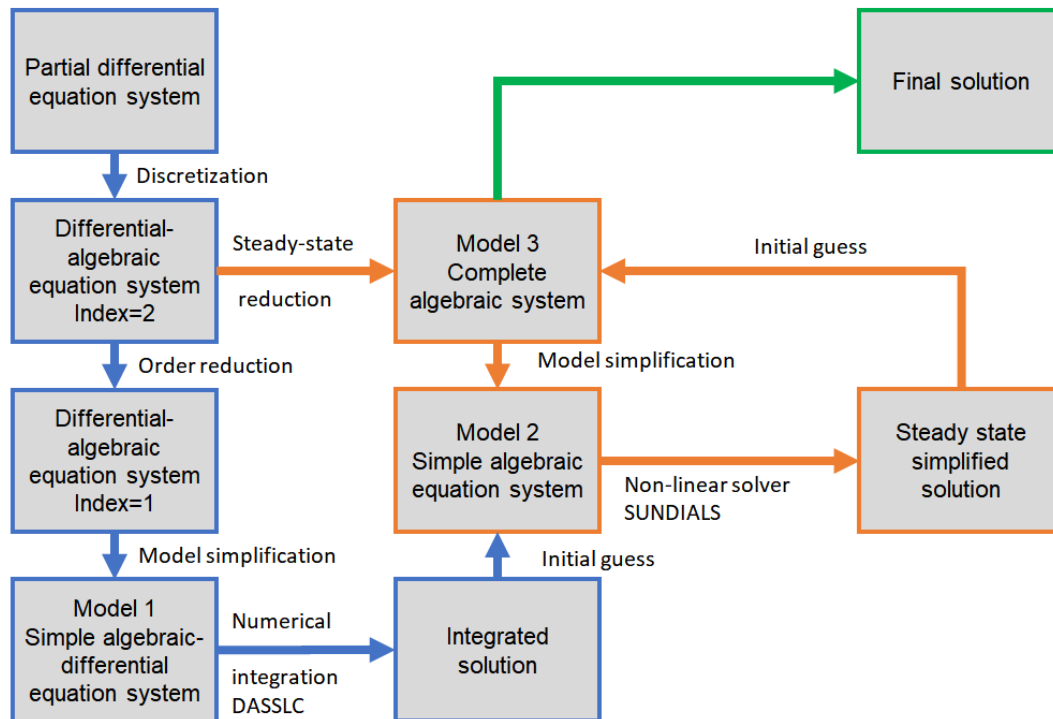 Partial differential
equation system
Final solution
Discretization
Differential-
algebraic
equation system
Index=2
Steady-state
reduction
Model 3
Complete
algebraic system
Initial guess
Order reduction
Model simplification
Differential-
algebraic
equation system
Index=1
Model 2
Simple algebraic
equation system
Non-linear solver
SUNDIALS
Steady state
simplified
solution
Model simplification
Initial guess
Model 1
Simple algebraic-
differential
equation system
Numerical
integration
DASSLC
Integrated
solution